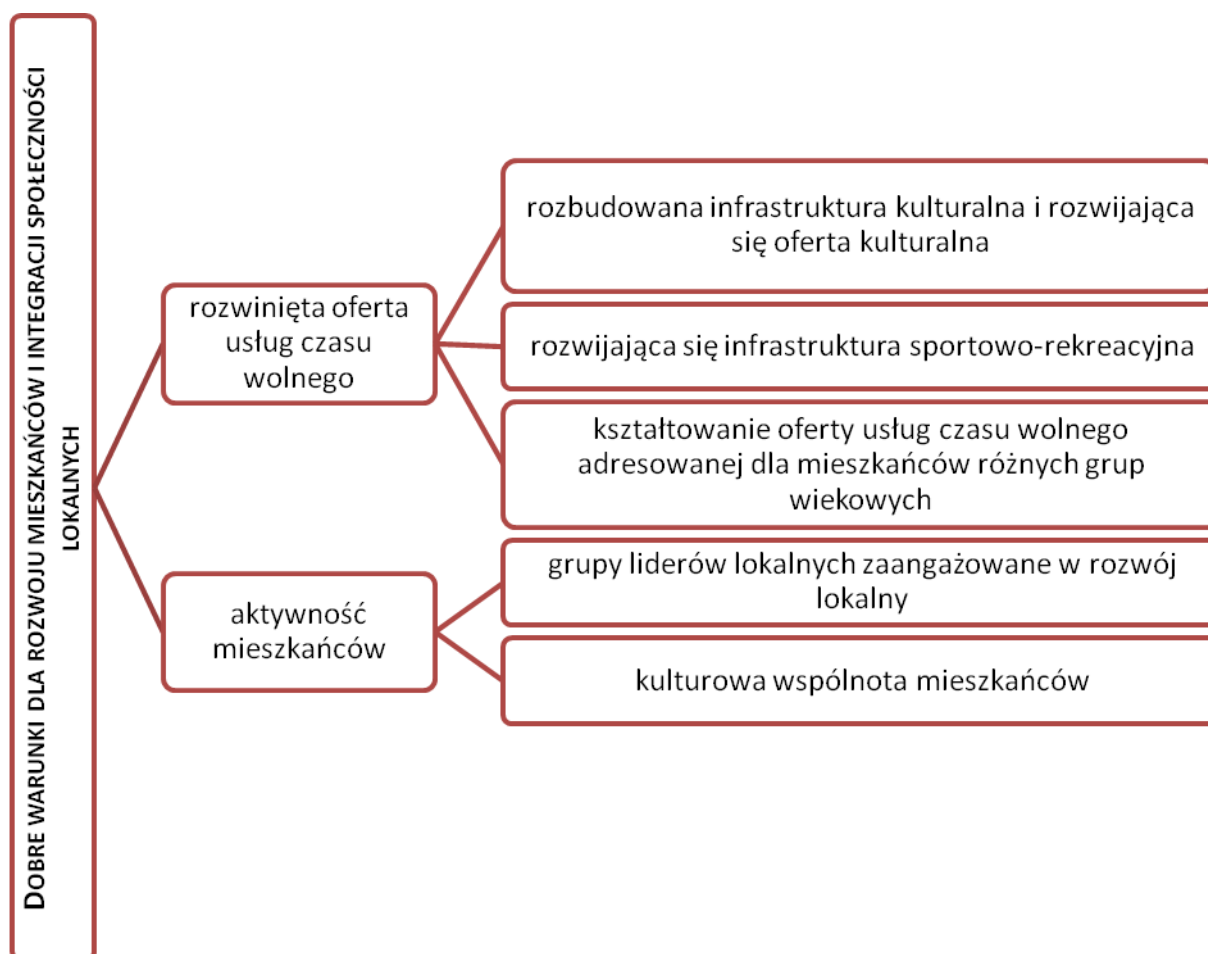 DOBRE WARUNKI DLA ROZWOJU MIESZKAŃCÓW I INTEGRACJI SPOŁECZNOŚCI
LOKALNYCH
rozwinięta oferta
usług czasu
wolnego
rozbudowana infrastruktura kulturalna i rozwijająca
się oferta kulturalna
rozwijająca się infrastruktura sportowo-rekreacyjna
kształtowanie oferty usług czasu wolnego
adresowanej dla mieszkańców różnych grup
wiekowych
aktywność
mieszkańców
grupy liderów lokalnych zaangażowane w rozwój
lokalny
kulturowa wspólnota mieszkańców